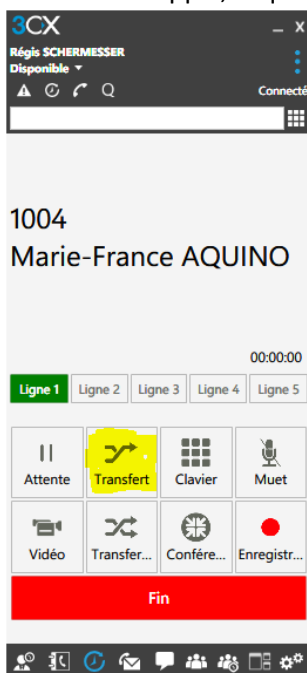 3CX
_ X
Régis SCHERMESSER
Disponible
Connecté
1004
Marie-France AQUINO
00:00:00
Ligne 1 Ligne 2 Ligne 3 Ligne 4 Ligne 5
Attente Transfert Clavier Muet
Vidéo Transfer... Confére... Enregistr...
Fin